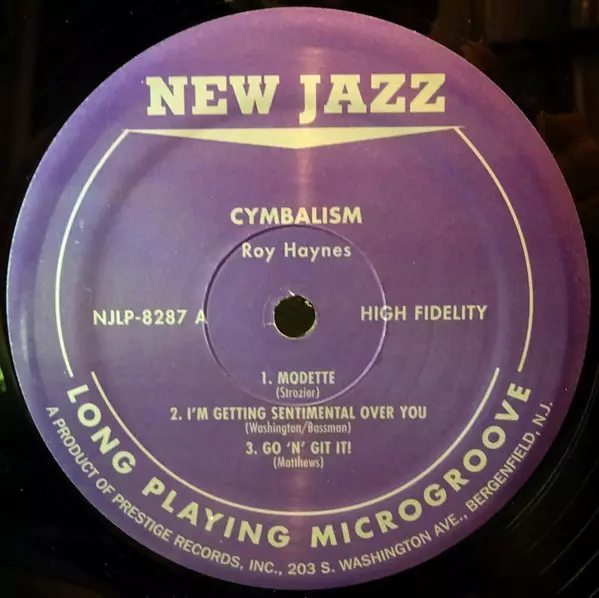 NEW JAZZ
CYMBALISM
Roy Haynes
NJLP-8287 A
HIGH FIDELITY
1. MODETTE
(Strozier)
2. I'M GETTING SENTIMENTAL OVER YOU
(Washington/Bassman)
3. GO 'N' GIT IT!
(Matthews)
LONG PLAYING MICROGROOVE
A PRODUCT OF PRESTIGE RECORDS, INC., 203 S. WASHINGTON AVE., BERGENFIELD, N.J.